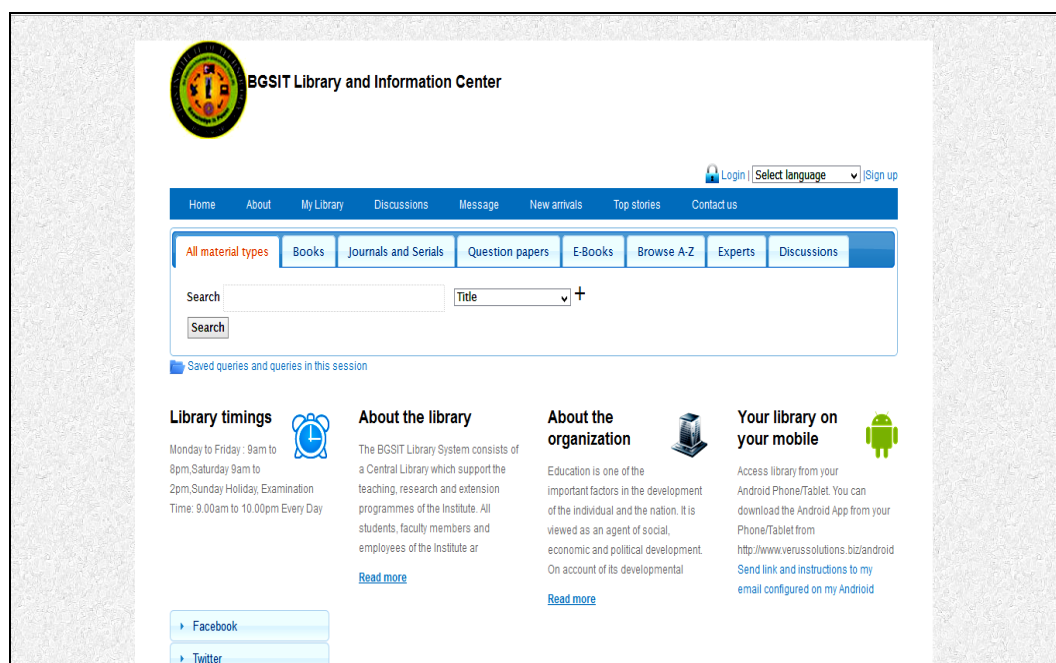 BGSIT Library and Information Center
Login | Select language |Sign up
Home About My Library Discussions Message New arrivals Top stories Contact us
All material types Books Journals and Serials Question papers E-Books Browse A-Z Experts Discussions
Search Title +
Search
Saved queries and queries in this session
Library timings
Monday to Friday : 9am to
8pm,Saturday 9am to
2pm,Sunday Holiday, Examination
Time: 9.00am to 10.00pm Every Day
About the library
The BGSIT Library System consists of
a Central Library which support the
teaching, research and extension
programmes of the Institute. All
students, faculty members and
employees of the Institute ar
Read more
About the
organization
Education is one of the
important factors in the development
of the individual and the nation. It is
viewed as an agent of social,
economic and political development.
On account of its developmental
Read more
Your library on
your mobile
Access library from your
Android Phone/Tablet. You can
download the Android App from your
Phone/Tablet from
http://www.verussolutions.biz/android
Send link and instructions to my
email configured on my Andrioid
Facebook
Twitter